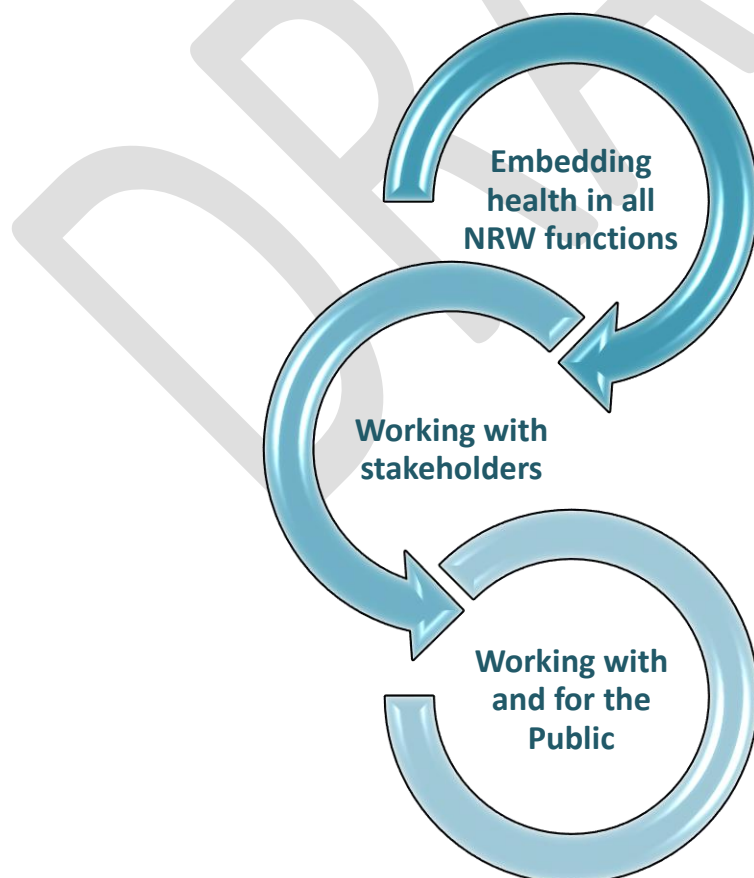 Embedding
health in all
NRW functions
Working with
stakeholders
Working with
and for the
Public